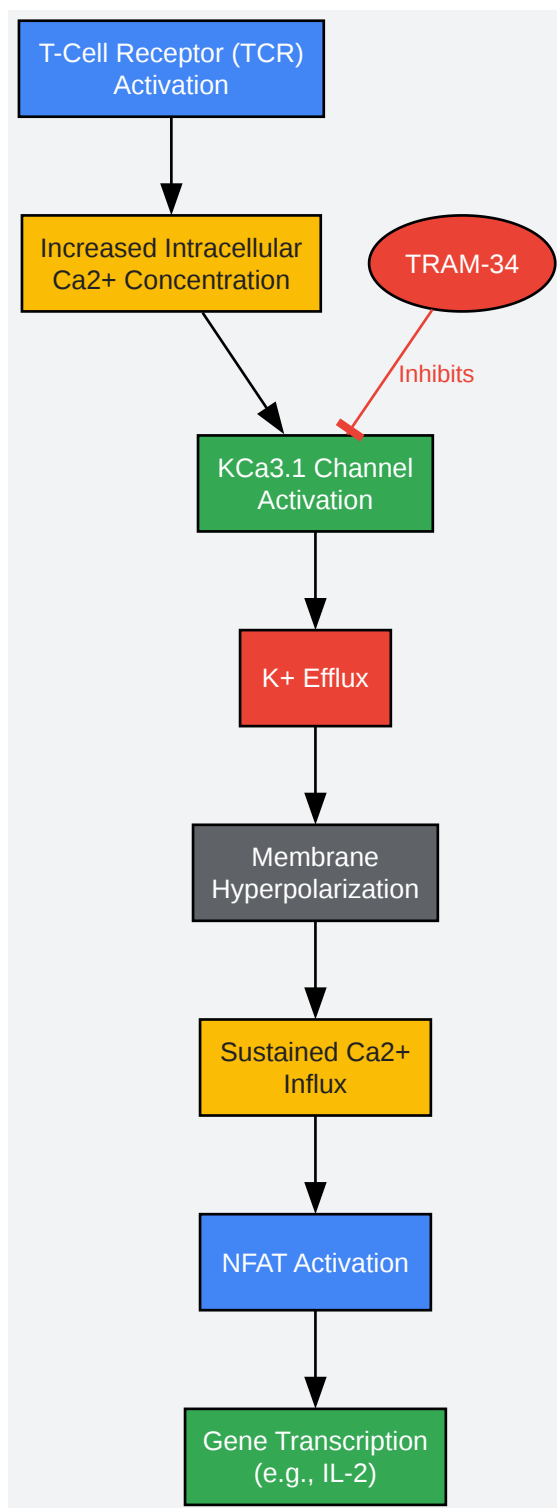 T-Cell Receptor (TCR)
Activation
Increased Intracellular
Ca2+ Concentration
TRAM-34
Inhibits
KCa3.1 Channel
Activation
K+ Efflux
Membrane
Hyperpolarization
Sustained Ca2+
Influx
NFAT Activation
Gene Transcription
(e.g., IL-2)